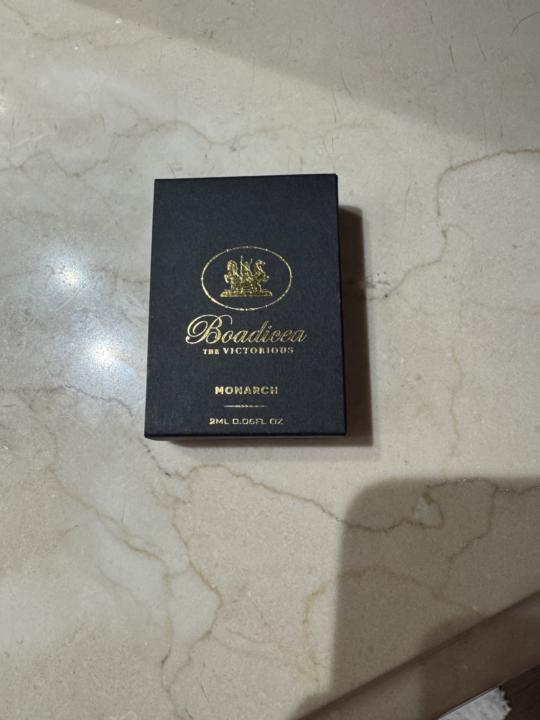 Boadicea
THE VICTORIOUS
MONARCH
2ML 0.06FL OZ